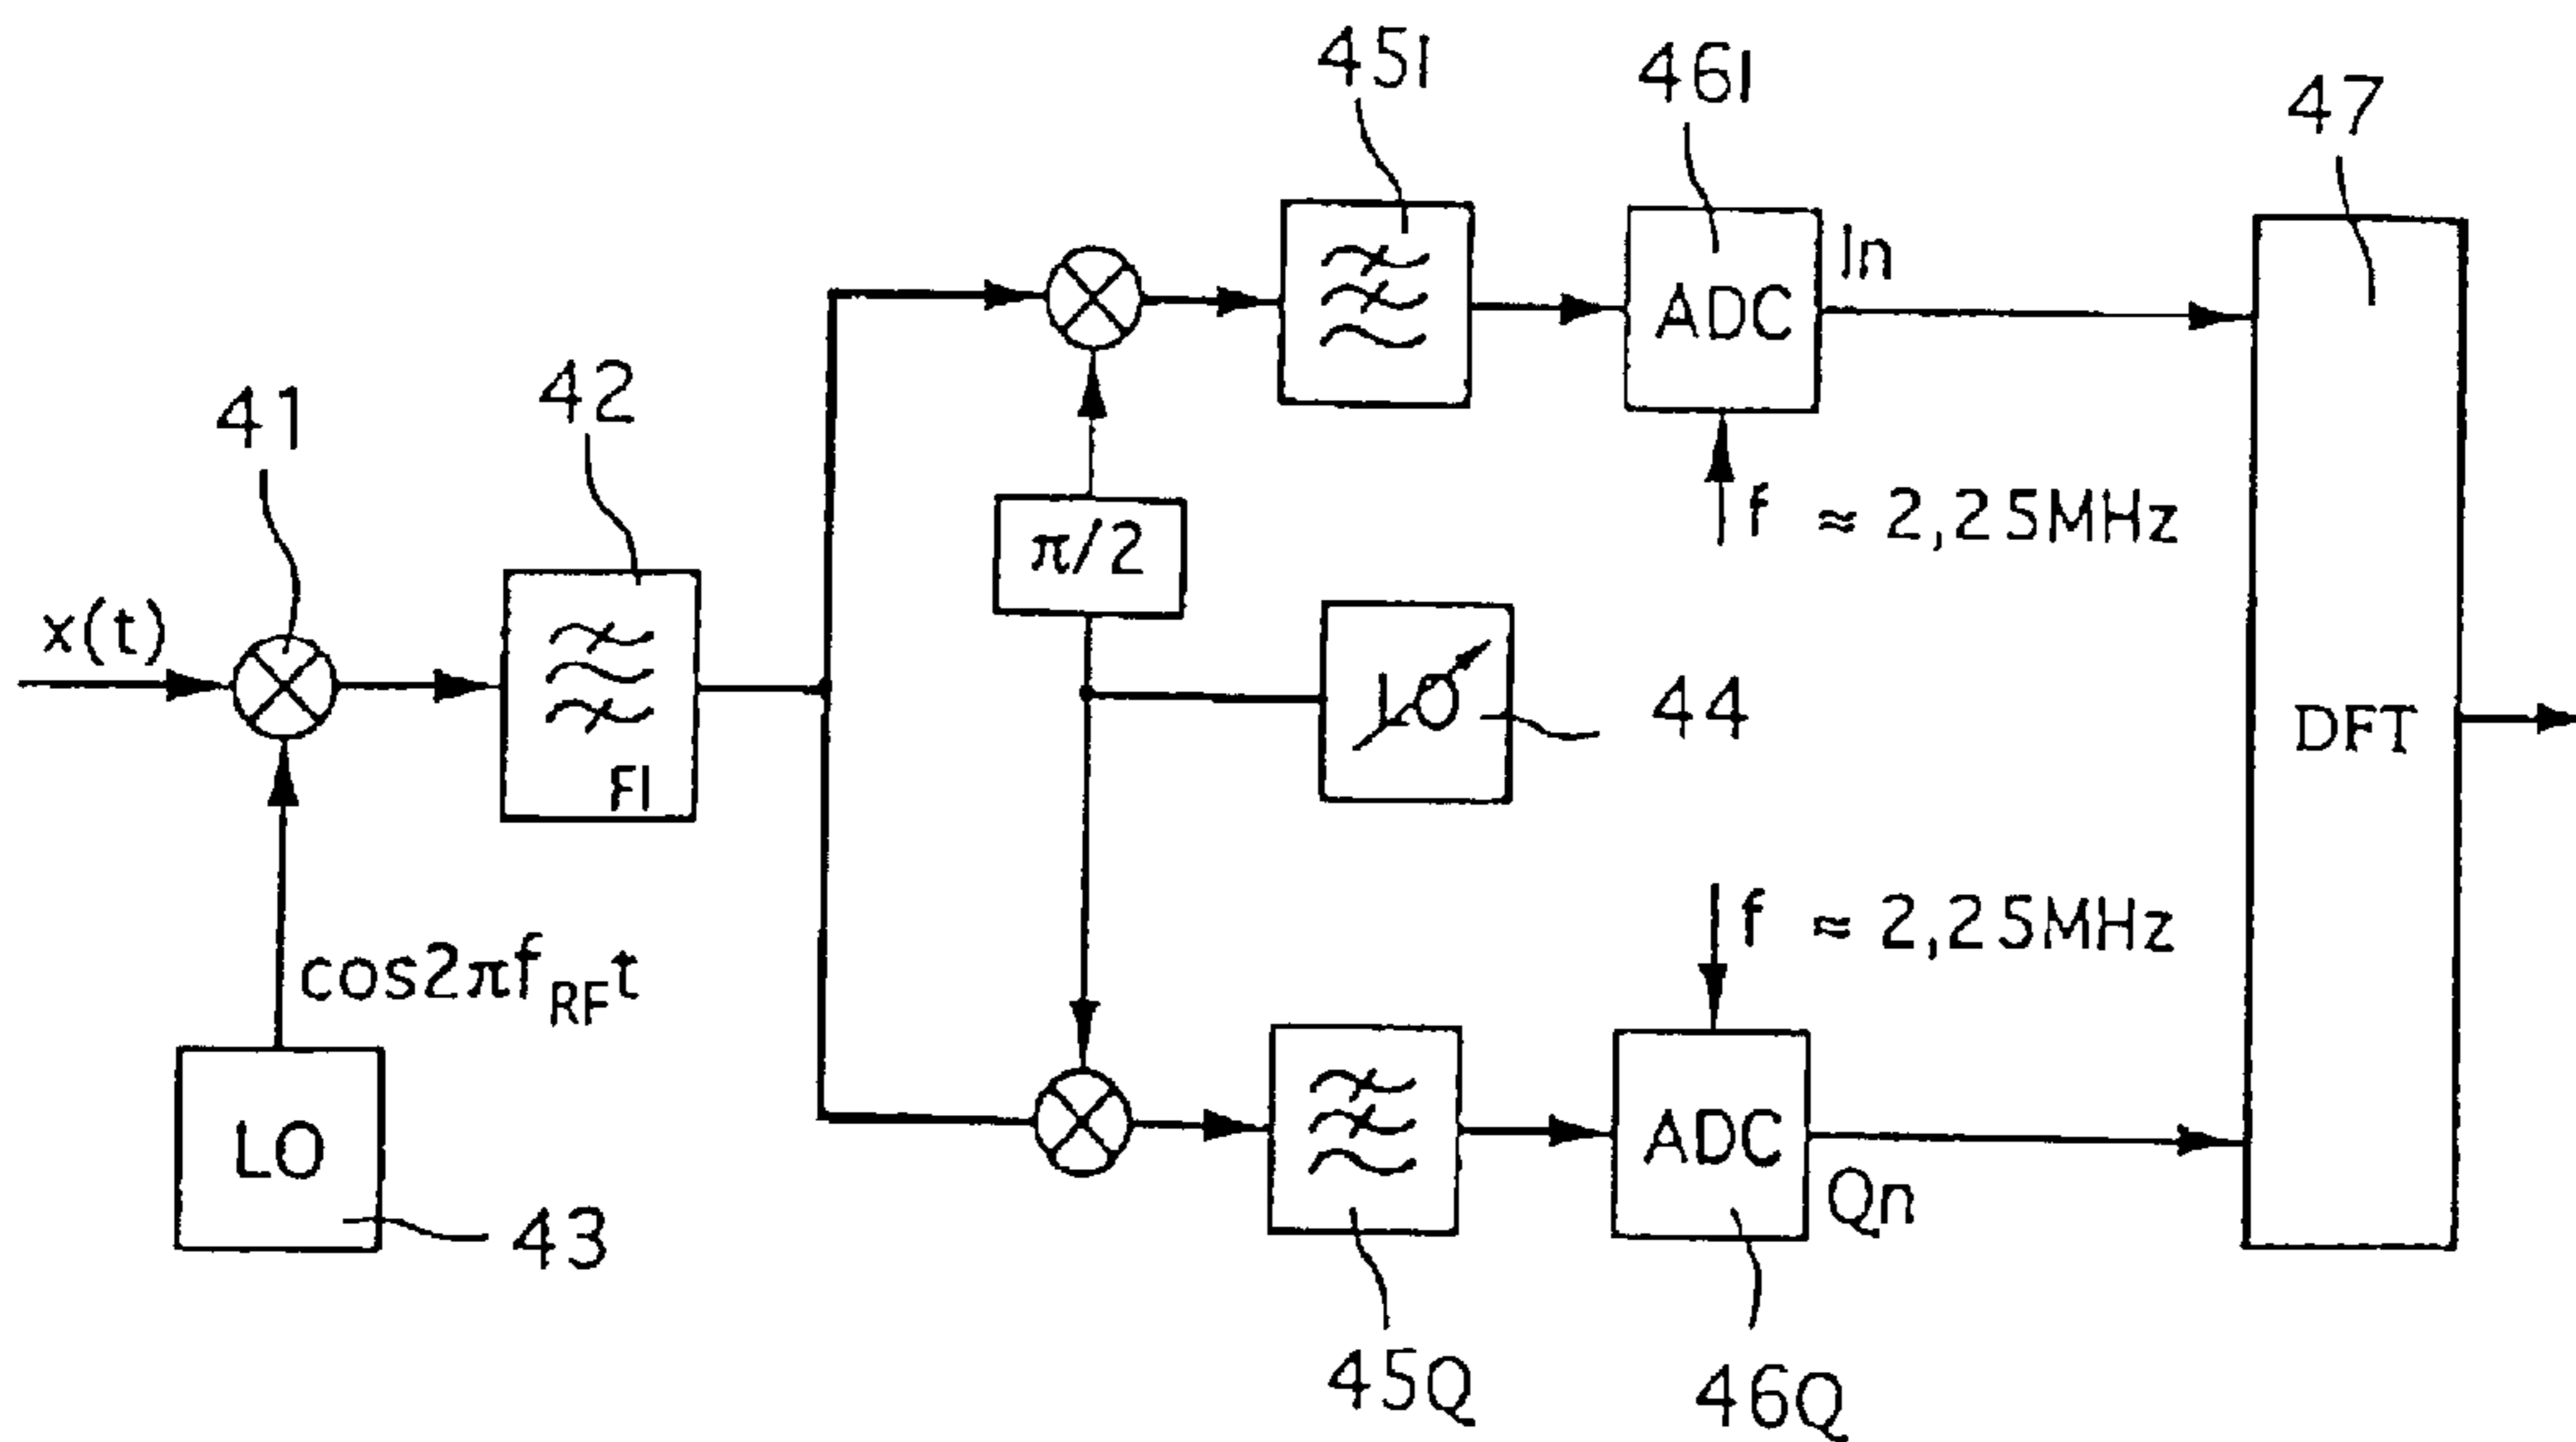 45I
46I
47
In
ADC
42
41
f ≈ 2,25MHz
π/2
x(t)
LO
44
DFT
FI
f ≈ 2,25MHz
cos2πf_RF t
LO
ADC
Qn
43
45Q
46Q